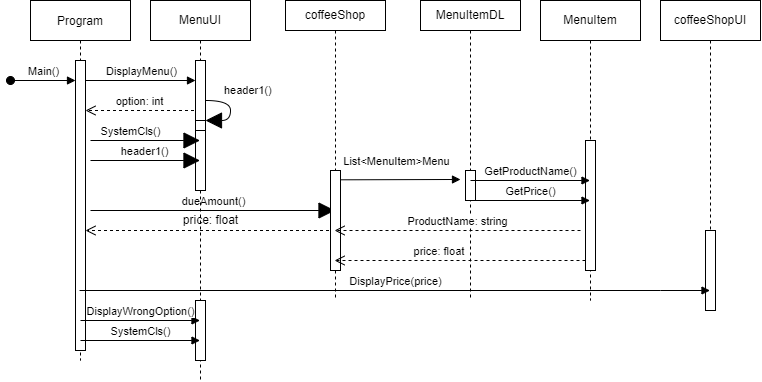 Program
MenuUI
coffeeShop
MenuItemDL
MenuItem
coffeeShopUI
Main()
DisplayMenu()
header1()
option: int
SystemCls()
header1()
List<MenuItem>Menu
GetProductName()
GetPrice()
dueAmount()
price: float
ProductName: string
price: float
DisplayPrice(price)
DisplayWrongOption()
SystemCls()